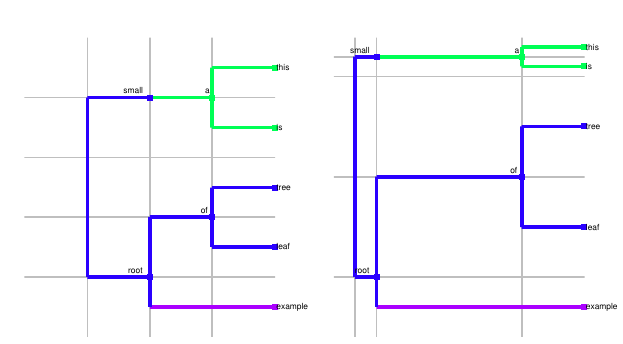 this
small
a
is
tree
of
leaf
root
example
small
a
this
is
tree
of
leaf
root
example